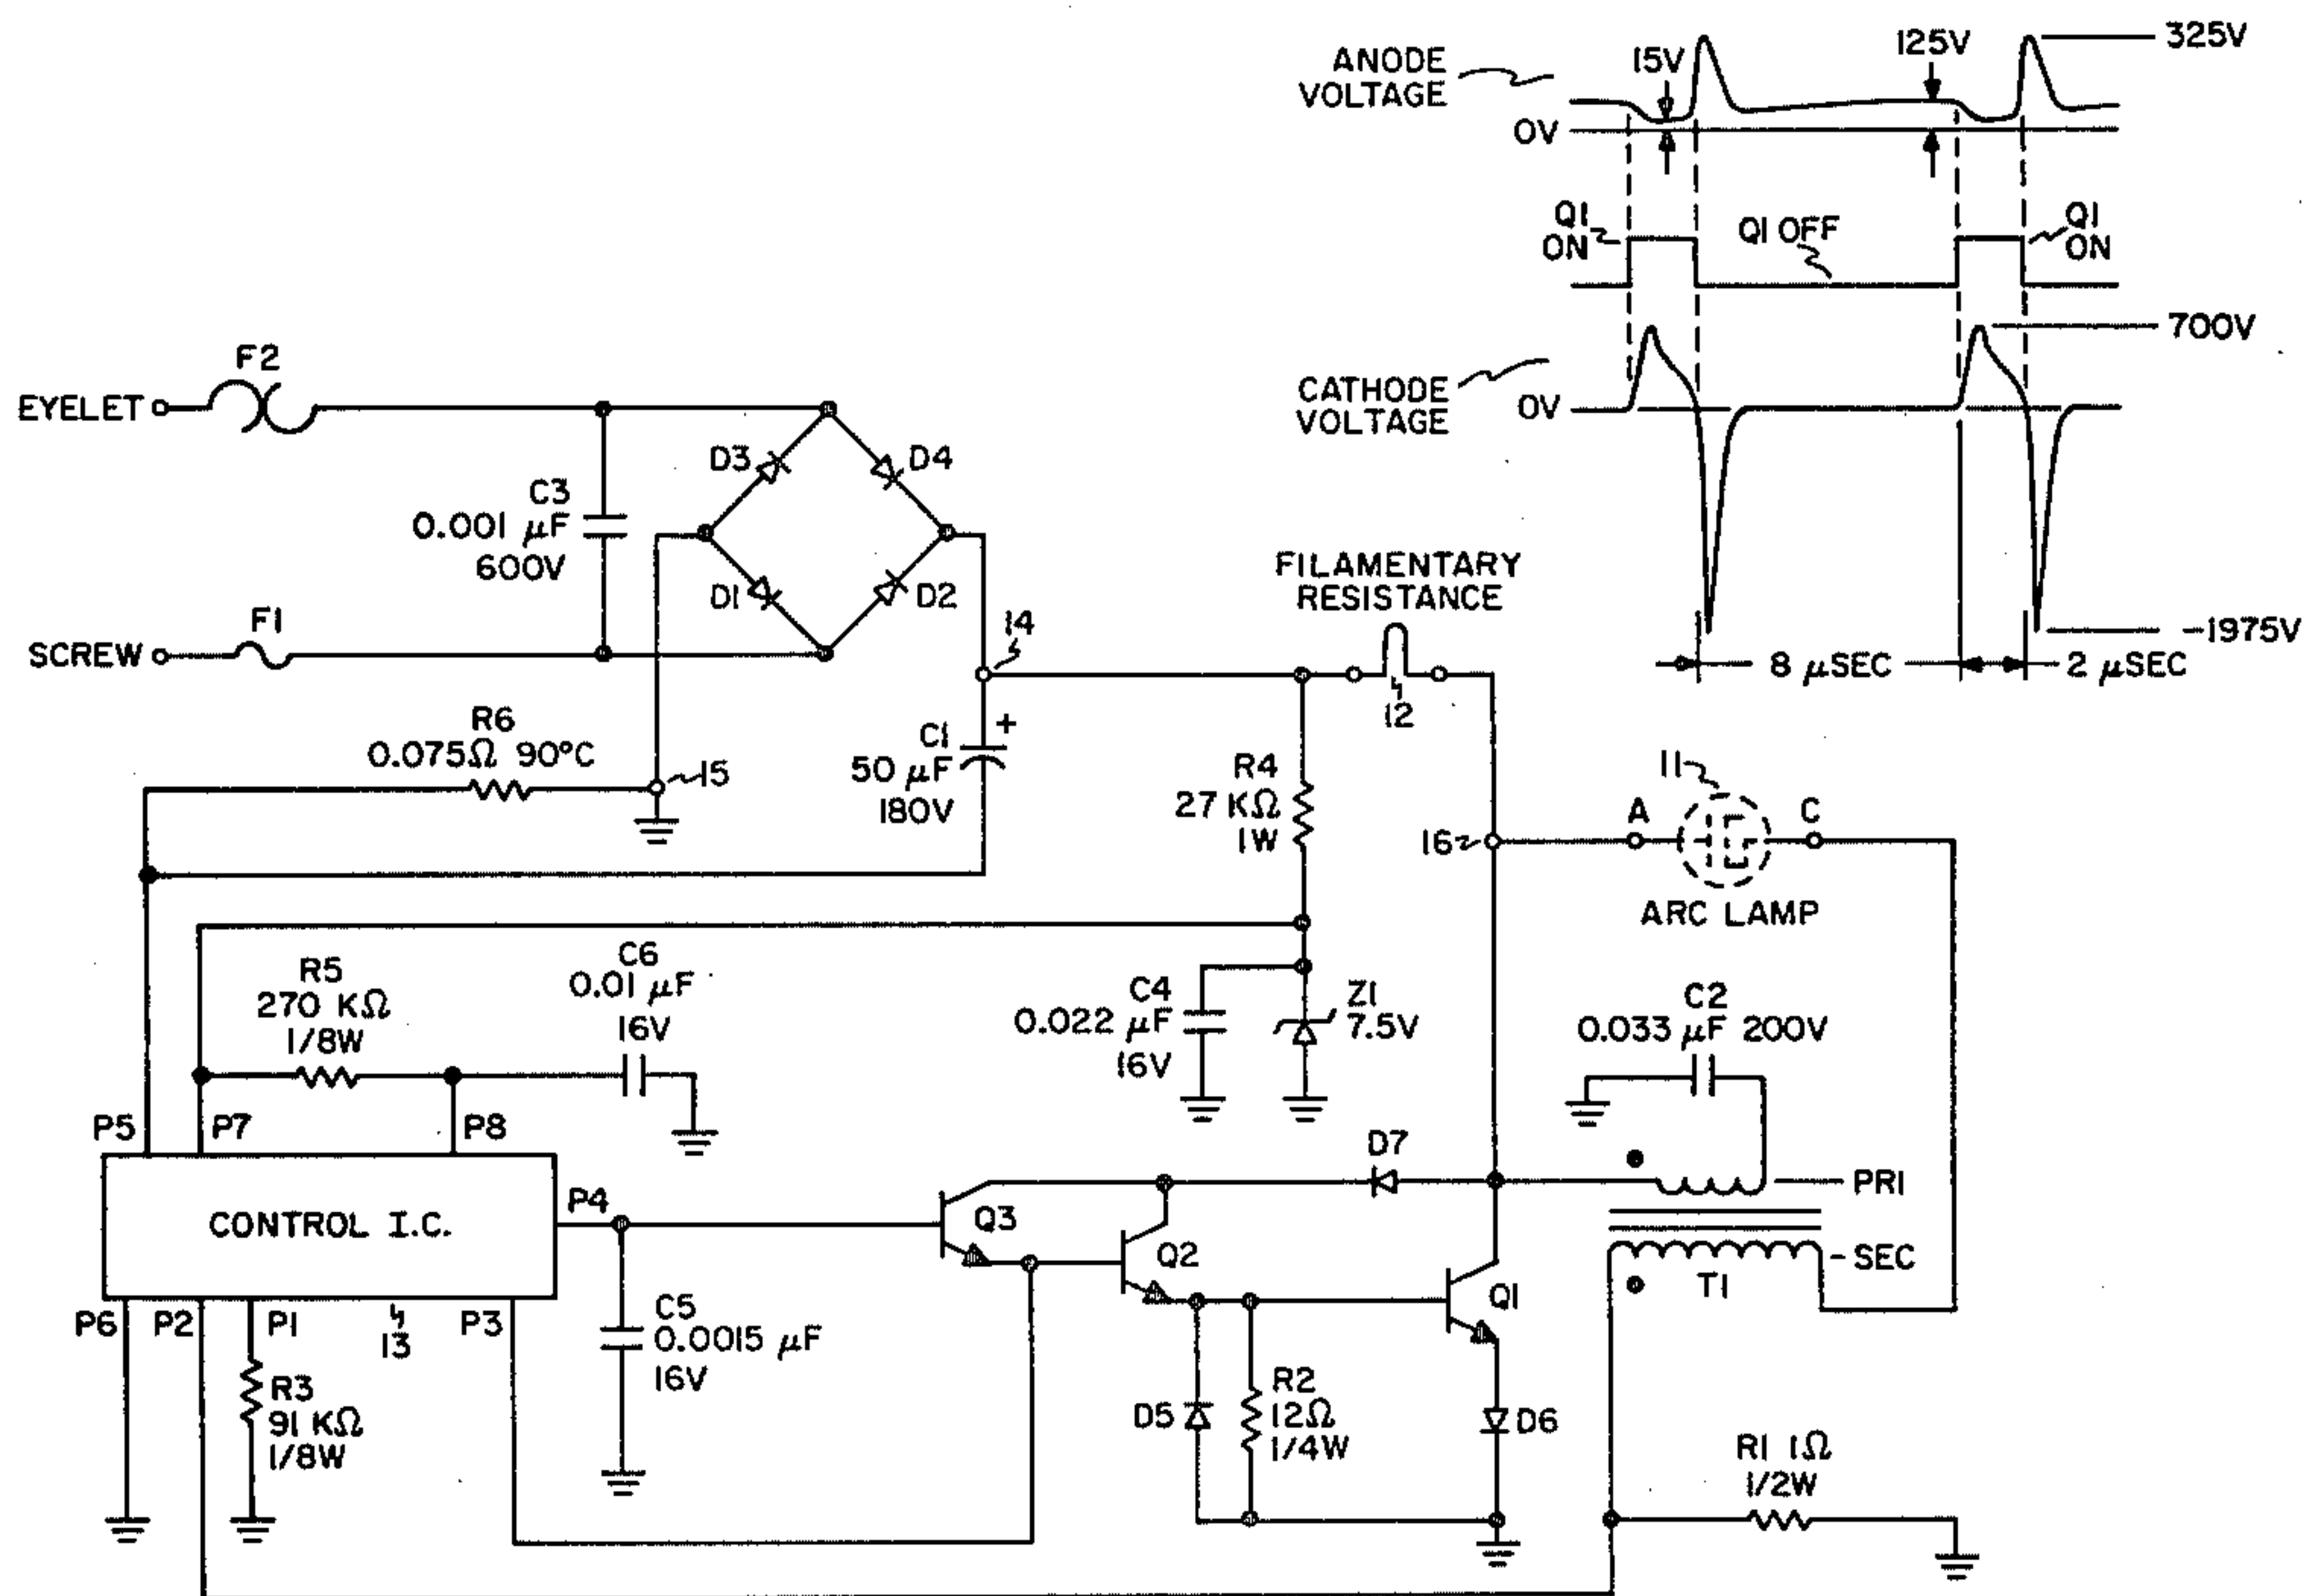 ANODE
VOLTAGE
15V
125V
325V
0V
Q1
ON
Q1 OFF
Q1
ON
700V
CATHODE
VOLTAGE
0V
-1975V
8 µSEC
2 µSEC
F2
EYELET
D3
D4
C3
0.001 µF
600V
D1
D2
F1
SCREW
FILAMENTARY
RESISTANCE
14
12
R6
0.075Ω 90°C
15
C1
50 µF
180V
+
R4
27 KΩ
1W
11
A
C
16
ARC LAMP
R5
270 KΩ
1/8W
C6
0.01 µF
16V
C4
0.022 µF
16V
Z1
7.5V
C2
0.033 µF 200V
P5
P7
P8
D7
PRI
P4
CONTROL I.C.
Q3
Q2
SEC
T1
Q1
P6
P2
P1
13
P3
C5
0.0015 µF
16V
R3
91 KΩ
1/8W
D5
R2
12Ω
1/4W
D6
R1 1Ω
1/2W